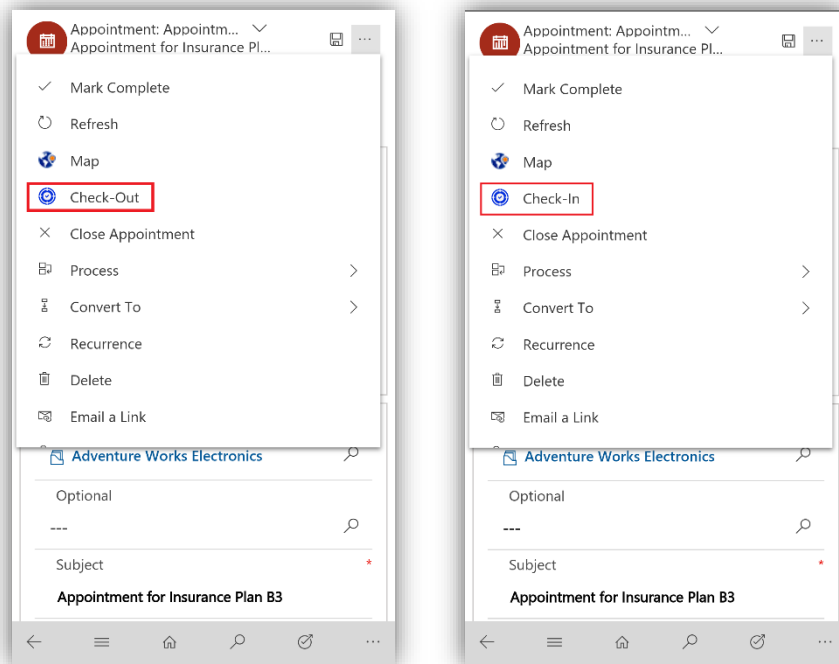 Appointment: Appointm...
Appointment for Insurance Pl...
Mark Complete
Refresh
Map
Check-Out
Close Appointment
Process
Convert To
Recurrence
Delete
Email a Link
Adventure Works Electronics
Optional
---
Subject *
Appointment for Insurance Plan B3
Appointment: Appointm...
Appointment for Insurance Pl...
Mark Complete
Refresh
Map
Check-In
Close Appointment
Process
Convert To
Recurrence
Delete
Email a Link
Adventure Works Electronics
Optional
---
Subject *
Appointment for Insurance Plan B3